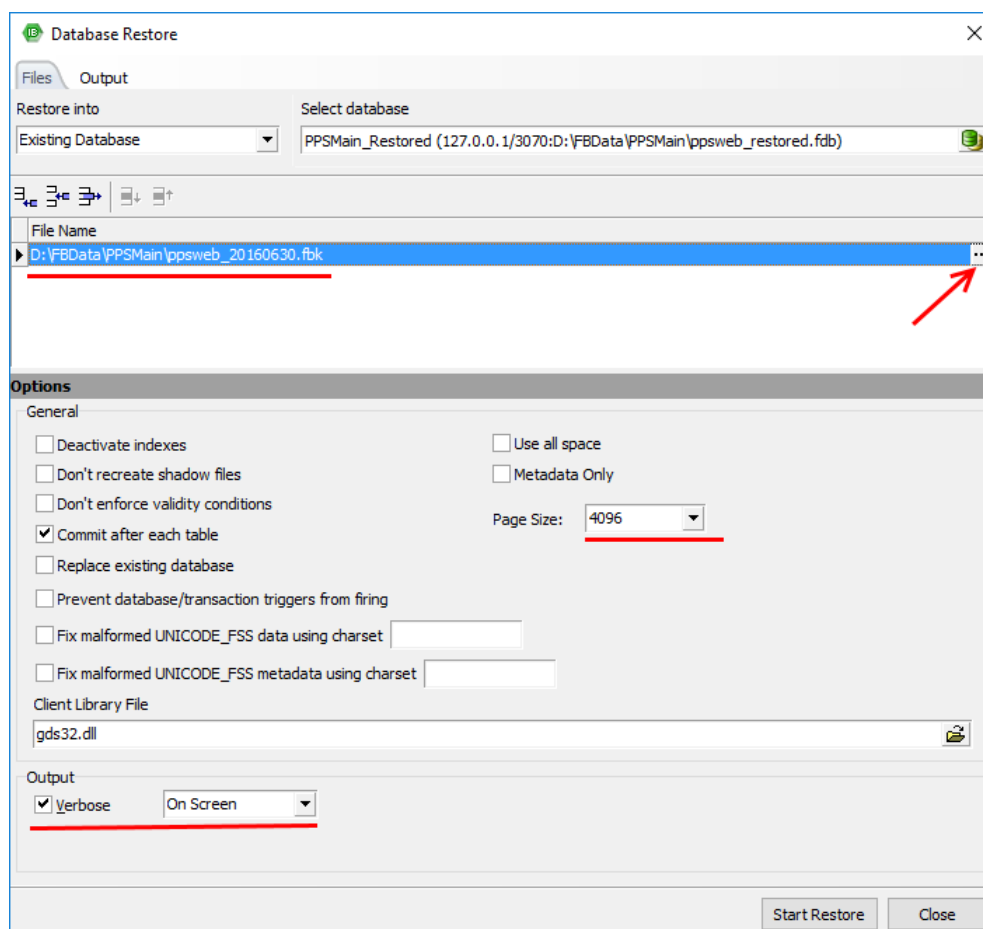 IB Database Restore
Files Output
Restore into Select database
Existing Database PPSMain_Restored (127.0.0.1/3070:D:\FBData\PPSMain\ppsweb_restored.fdb)
File Name
D:\FBData\PPSMain\ppsweb_20160630.fbk ...
Options
General
Deactivate indexes Use all space
Don't recreate shadow files Metadata Only
Don't enforce validity conditions
Page Size: 4096
Commit after each table
Replace existing database
Prevent database/transaction triggers from firing
Fix malformed UNICODE_FSS data using charset
Fix malformed UNICODE_FSS metadata using charset
Client Library File
gds32.dll
Output
Verbose On Screen
Start Restore Close